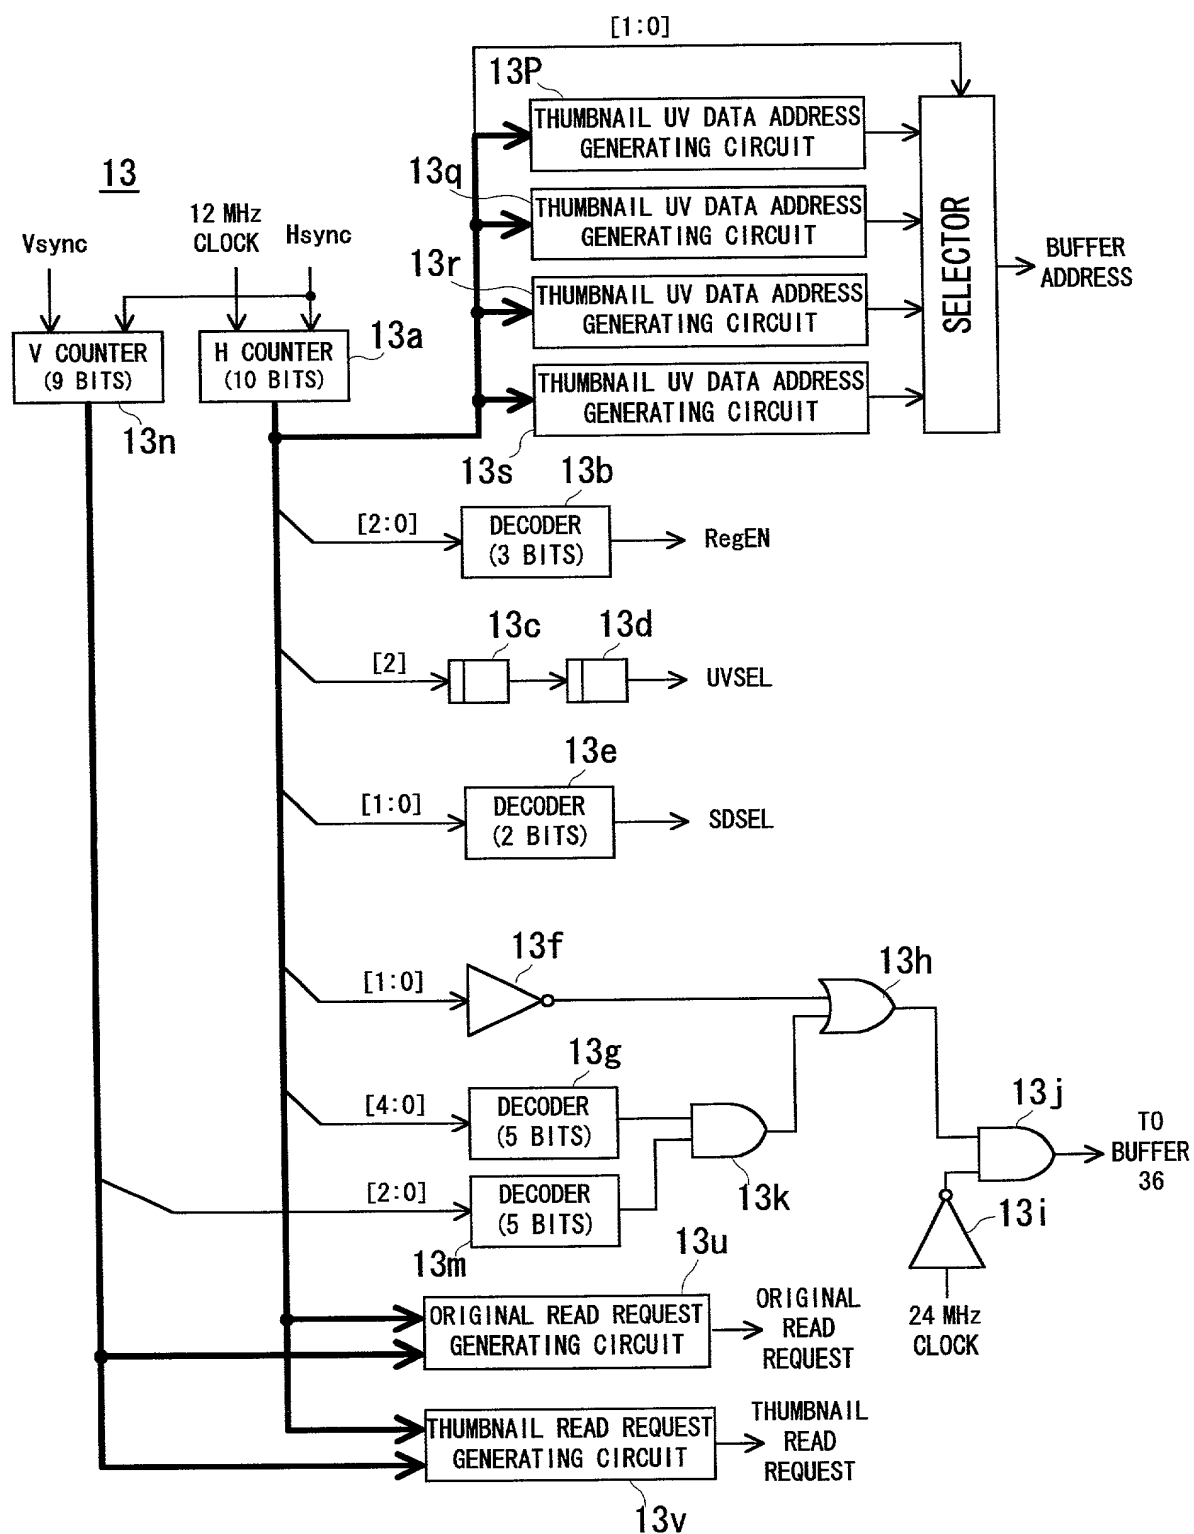 [1:0]
13P
THUMBNAIL UV DATA ADDRESS
GENERATING CIRCUIT
13
13q
THUMBNAIL UV DATA ADDRESS
GENERATING CIRCUIT
13r
THUMBNAIL UV DATA ADDRESS
GENERATING CIRCUIT
THUMBNAIL UV DATA ADDRESS
GENERATING CIRCUIT
13s
SELECTOR
BUFFER
ADDRESS
Vsync
12 MHz
CLOCK
Hsync
V COUNTER
(9 BITS)
13n
H COUNTER
(10 BITS)
13a
13b
[2:0]
DECODER
(3 BITS)
RegEN
13c
13d
[2]
UVSEL
13e
[1:0]
DECODER
(2 BITS)
SDSEL
13f
[1:0]
13h
13g
[4:0]
DECODER
(5 BITS)
13k
[2:0]
DECODER
(5 BITS)
13m
13j
TO
BUFFER
36
13i
24 MHz
CLOCK
13u
ORIGINAL READ REQUEST
GENERATING CIRCUIT
ORIGINAL
READ
REQUEST
THUMBNAIL READ REQUEST
GENERATING CIRCUIT
THUMBNAIL
READ
REQUEST
13v